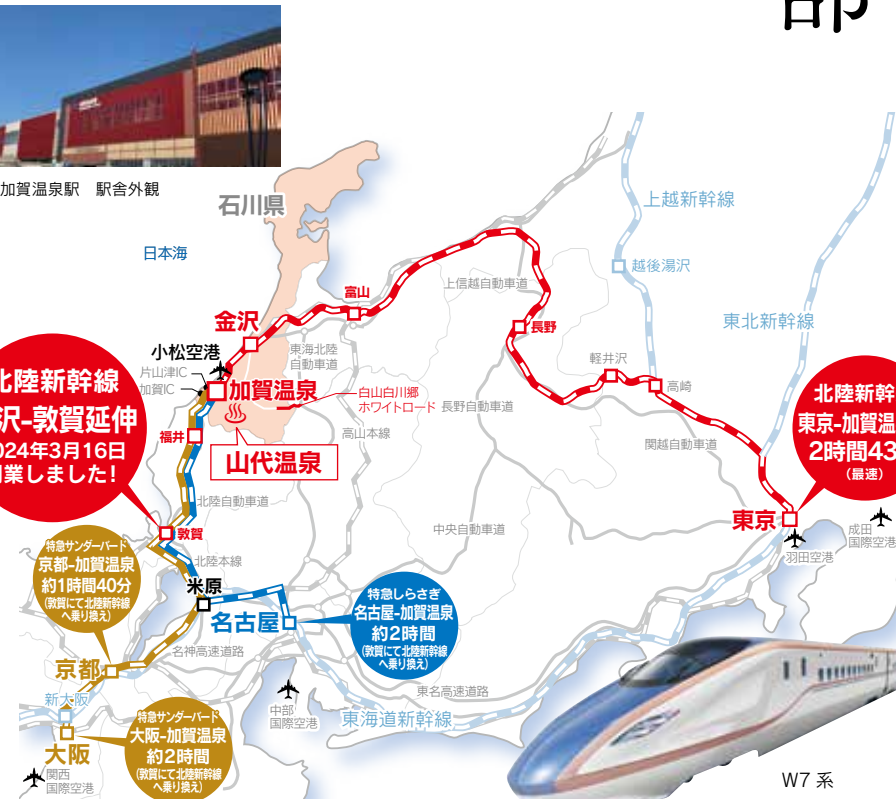 部
加賀温泉駅 駅舎外観
石川県
日本海
上越新幹線
越後湯沢
東北新幹線
上信越自動車道
富山
長野
金沢
小松空港
片山津IC
加賀IC
東海北陸
自動車道
加賀温泉
白山白川郷
ホワイトロード
軽井沢
高崎
長野自動車道
関越自動車道
高山本線
福井
山代温泉
北陸新幹線
沢-敦賀延伸
024年3月16日
業しました!
北陸新幹
東京-加賀温
2時間43
(最速)
北陸自動車道
敦賀
北陸本線
中央自動車道
東京
羽田空港
成田
国際空港
特急サンダーバード
京都-加賀温泉
約1時間40分
(敦賀にて北陸新幹線
へ乗り換え)
米原
名古屋
特急しらさぎ
名古屋-加賀温泉
約2時間
(敦賀にて北陸新幹線
へ乗り換え)
名神高速道路
京都
新大阪
大阪
関西
国際空港
特急サンダーバード
大阪-加賀温泉
約2時間
(敦賀にて北陸新幹線
へ乗り換え)
中部
国際空港
東名高速道路
東海道新幹線
W7 系